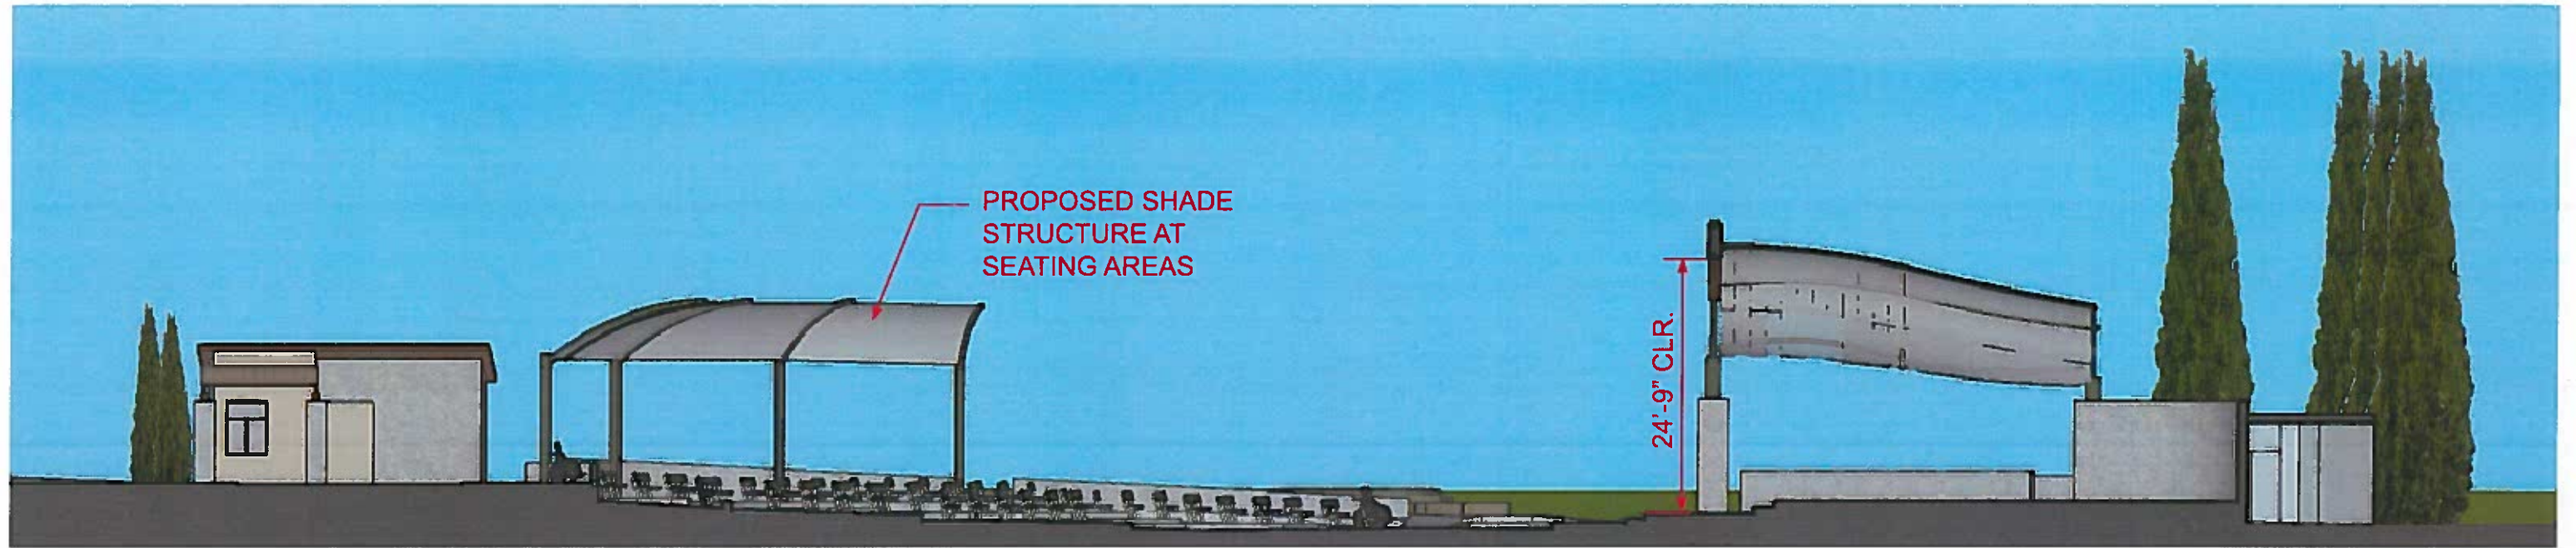 PROPOSED SHADE
STRUCTURE AT
SEATING AREAS
24'-9" CLR.